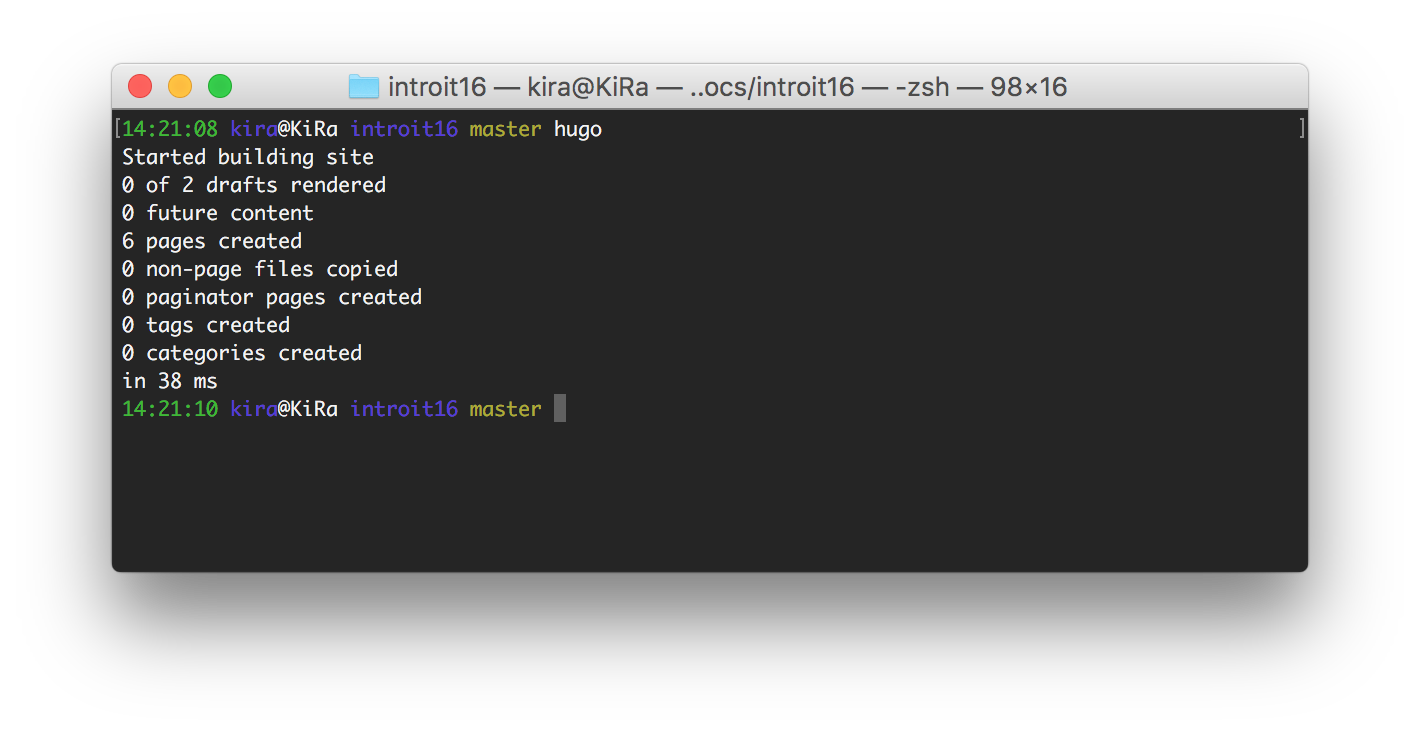 introit16 — kira@KiRa — ..ocs/introit16 — -zsh — 98×16
[14:21:08 kira@KiRa introit16 master hugo ]
Started building site
0 of 2 drafts rendered
0 future content
6 pages created
0 non-page files copied
0 paginator pages created
0 tags created
0 categories created
in 38 ms
14:21:10 kira@KiRa introit16 master